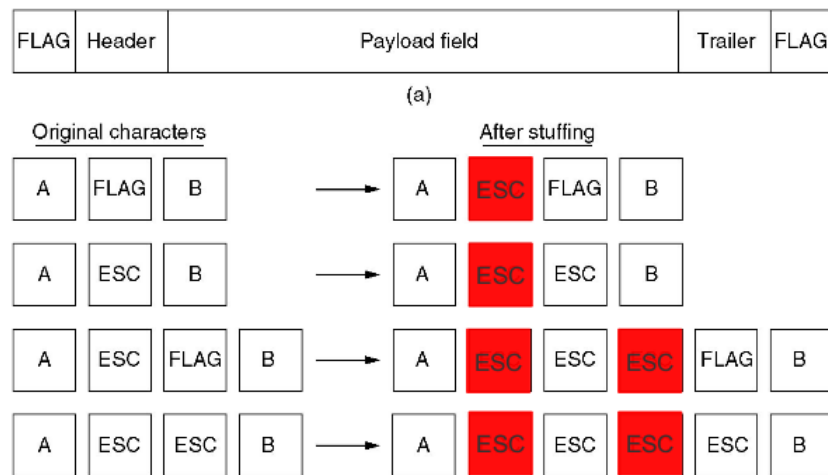 FLAG Header Payload field Trailer FLAG
(a)
Original characters After stuffing
A FLAG B A ESC FLAG B
A ESC B A ESC ESC B
A ESC FLAG B A ESC ESC ESC FLAG B
A ESC ESC B A ESC ESC ESC ESC B